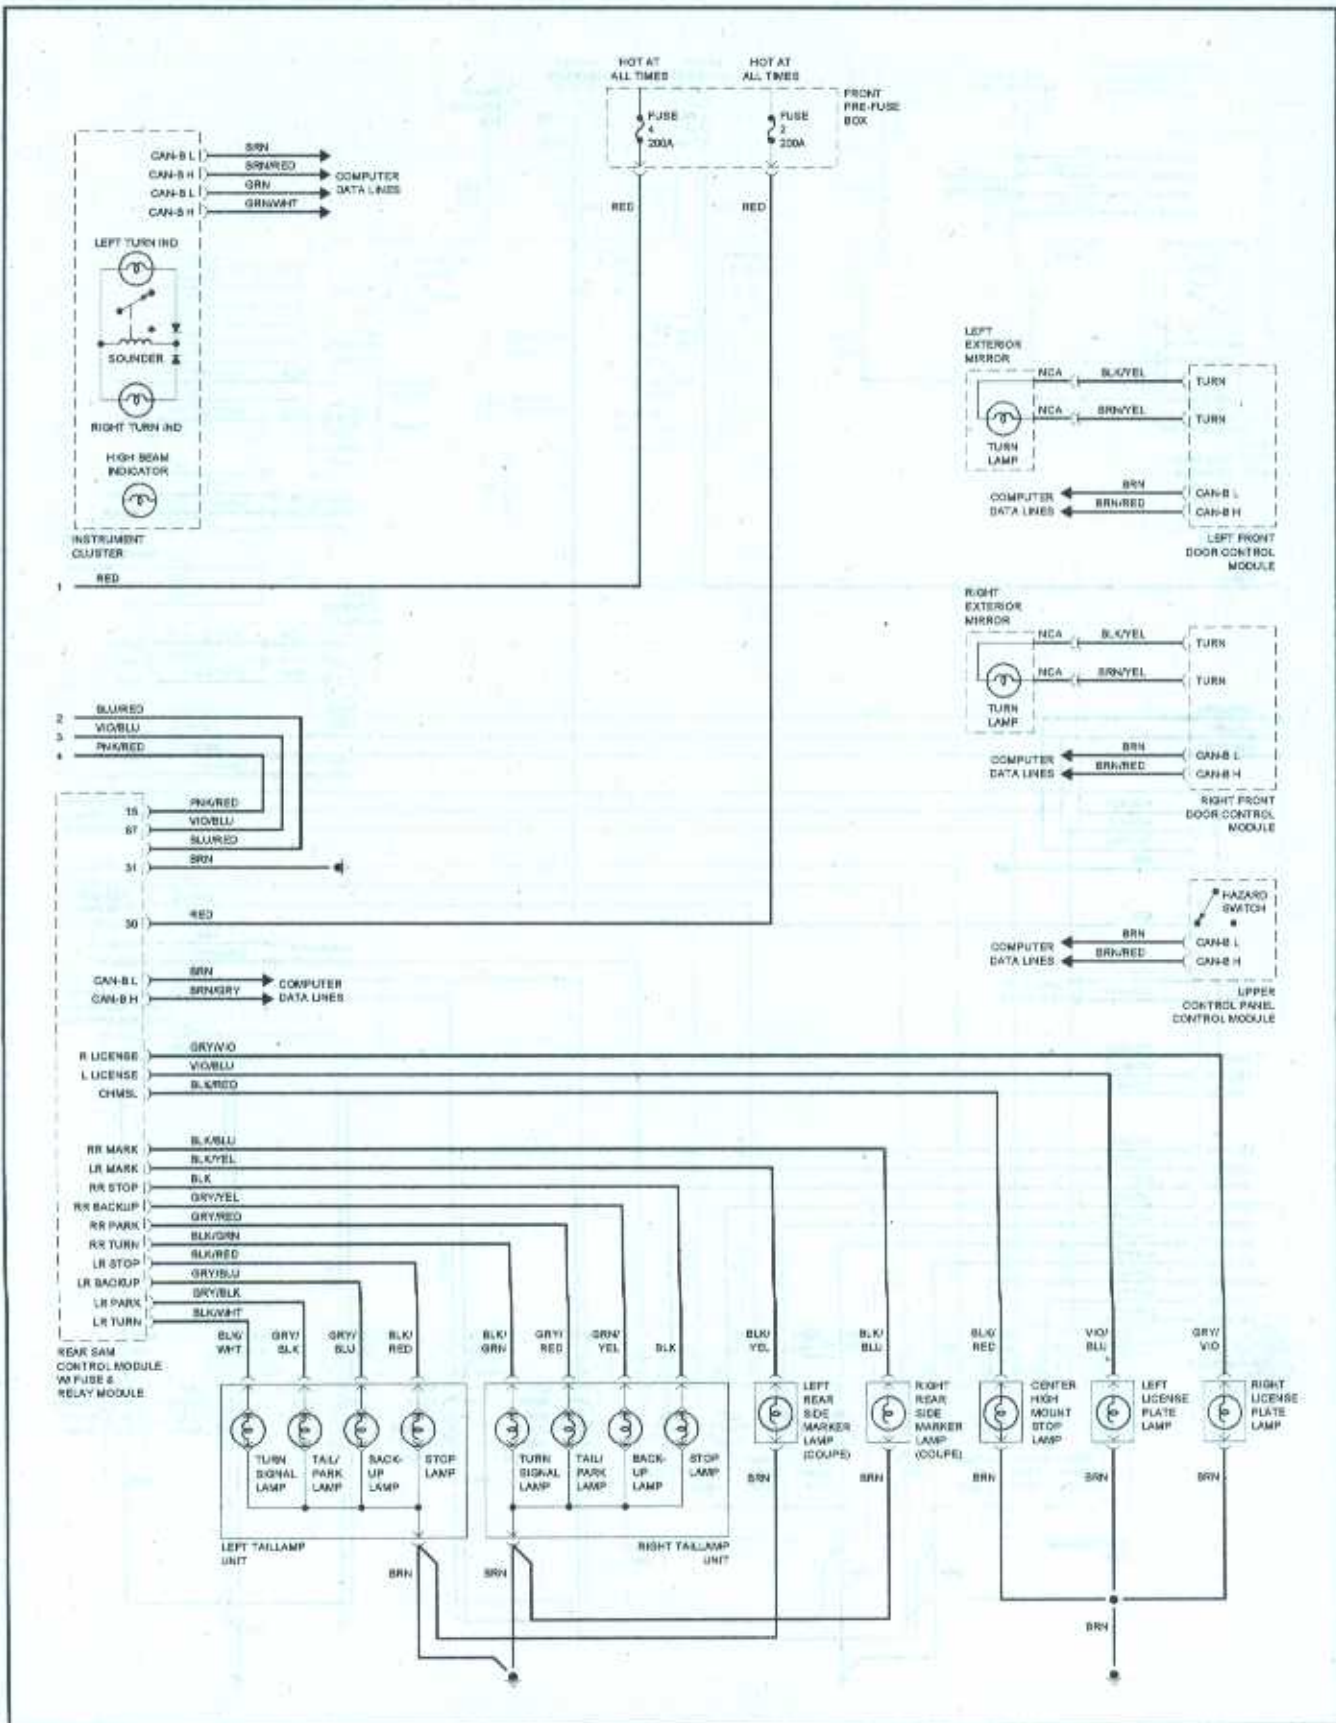 HOT AT
ALL TIMES
HOT AT
ALL TIMES
FRONT
PRE-FUSE
BOX
FUSE
4
200A
FUSE
2
200A
RED
RED
CAN-B L
BRN
CAN-B H
BRN/RED
CAN-B L
GRN
CAN-B H
GRN/WHT
COMPUTER
DATA LINES
LEFT TURN IND
SOUNDER
RIGHT TURN IND
HIGH BEAM
INDICATOR
INSTRUMENT
CLUSTER
1
RED
LEFT
EXTERIOR
MIRROR
NCA
BLK/YEL
TURN
NCA
BRN/YEL
TURN
TURN
LAMP
COMPUTER
DATA LINES
BRN
CAN-B L
BRN/RED
CAN-B H
LEFT FRONT
DOOR CONTROL
MODULE
RIGHT
EXTERIOR
MIRROR
NCA
BLK/YEL
TURN
NCA
BRN/YEL
TURN
TURN
LAMP
COMPUTER
DATA LINES
BRN
CAN-B L
BRN/RED
CAN-B H
RIGHT FRONT
DOOR CONTROL
MODULE
2
BLU/RED
3
VIO/BLU
4
PNK/RED
15
PNK/RED
67
VIO/BLU
BLU/RED
31
BRN
30
RED
HAZARD
SWITCH
COMPUTER
DATA LINES
BRN
CAN-B L
BRN/RED
CAN-B H
UPPER
CONTROL PANEL
CONTROL MODULE
CAN-B L
BRN
CAN-B H
BRN/GRY
COMPUTER
DATA LINES
R LICENSE
GRY/VIO
L LICENSE
VIO/BLU
CHMSL
BLK/RED
RR MARK
BLK/BLU
LR MARK
BLK/YEL
RR STOP
BLK
RR BACKUP
GRY/YEL
RR PARK
GRY/RED
RR TURN
BLK/GRN
LR STOP
BLK/RED
LR BACKUP
GRY/BLU
LR PARK
GRY/BLK
LR TURN
BLK/WHT
REAR SAM
CONTROL MODULE
W/ FUSE &
RELAY MODULE
BLK/
WHT
GRY/
BLK
GRY/
BLU
BLK/
RED
BLK/
GRN
GRY/
RED
GRN/
YEL
BLK
BLK/
YEL
BLK/
BLU
BLK/
RED
VIO/
BLU
GRY/
VIO
TURN
SIGNAL
LAMP
TAIL/
PARK
LAMP
BACK-
UP
LAMP
STOP
LAMP
TURN
SIGNAL
LAMP
TAIL/
PARK
LAMP
BACK-
UP
LAMP
STOP
LAMP
LEFT
REAR
SIDE
MARKER
LAMP
(COUPE)
RIGHT
REAR
SIDE
MARKER
LAMP
(COUPE)
CENTER
HIGH
MOUNT
STOP
LAMP
LEFT
LICENSE
PLATE
LAMP
RIGHT
LICENSE
PLATE
LAMP
BRN
BRN
BRN
BRN
BRN
LEFT TAILLAMP
UNIT
RIGHT TAILLAMP
UNIT
BRN
BRN
BRN